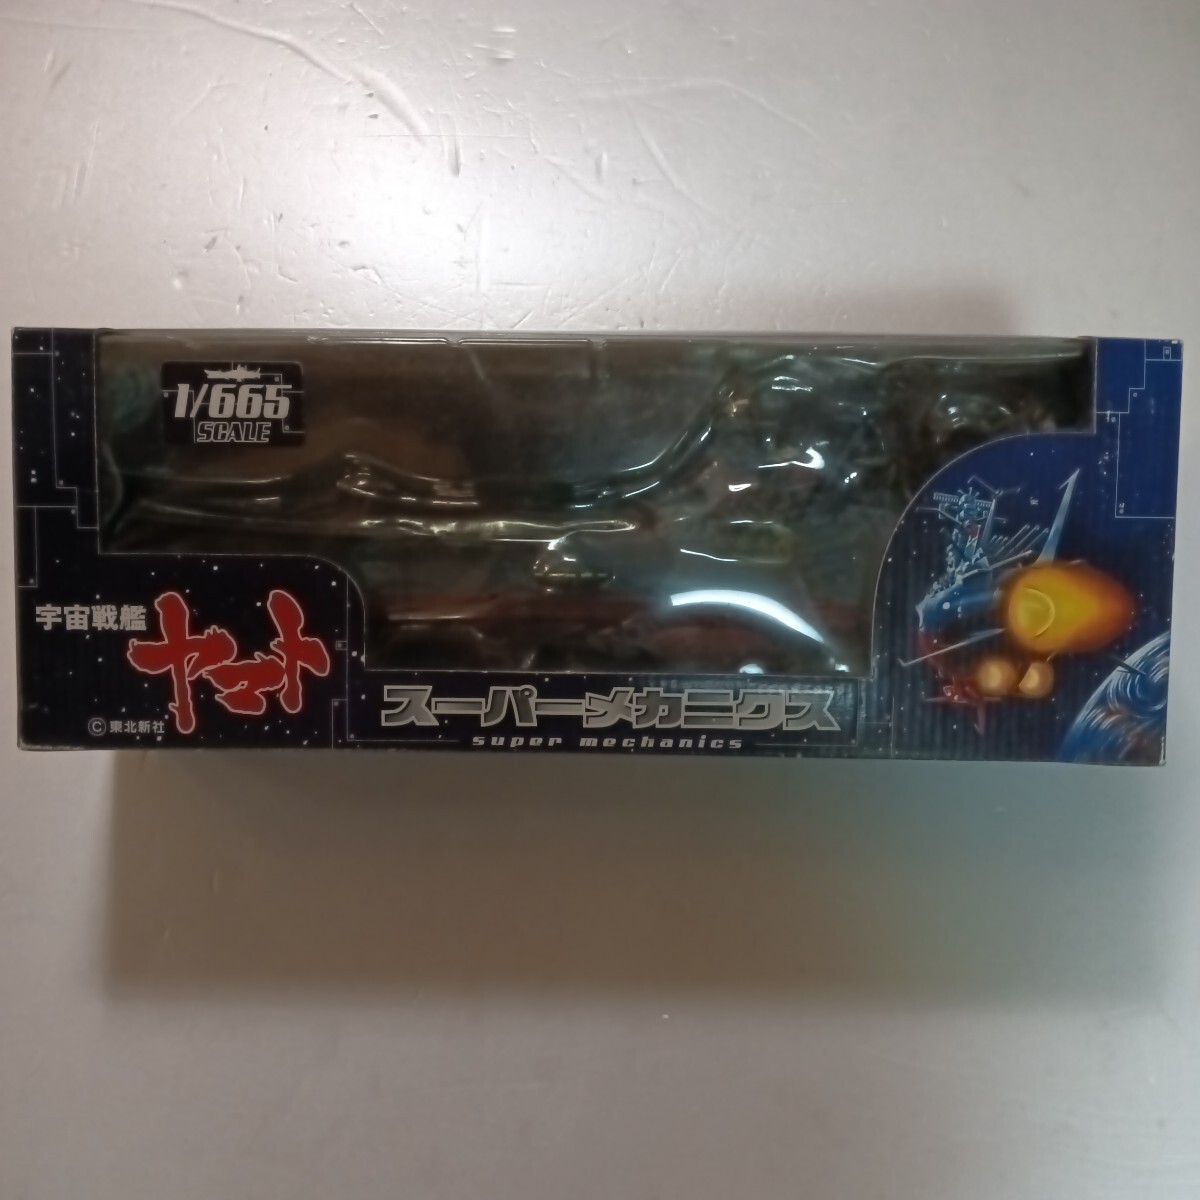 1/665
SCALE
宇宙戦艦
ヤマト
©東北新社
スーパーメカニクス
super mechanics